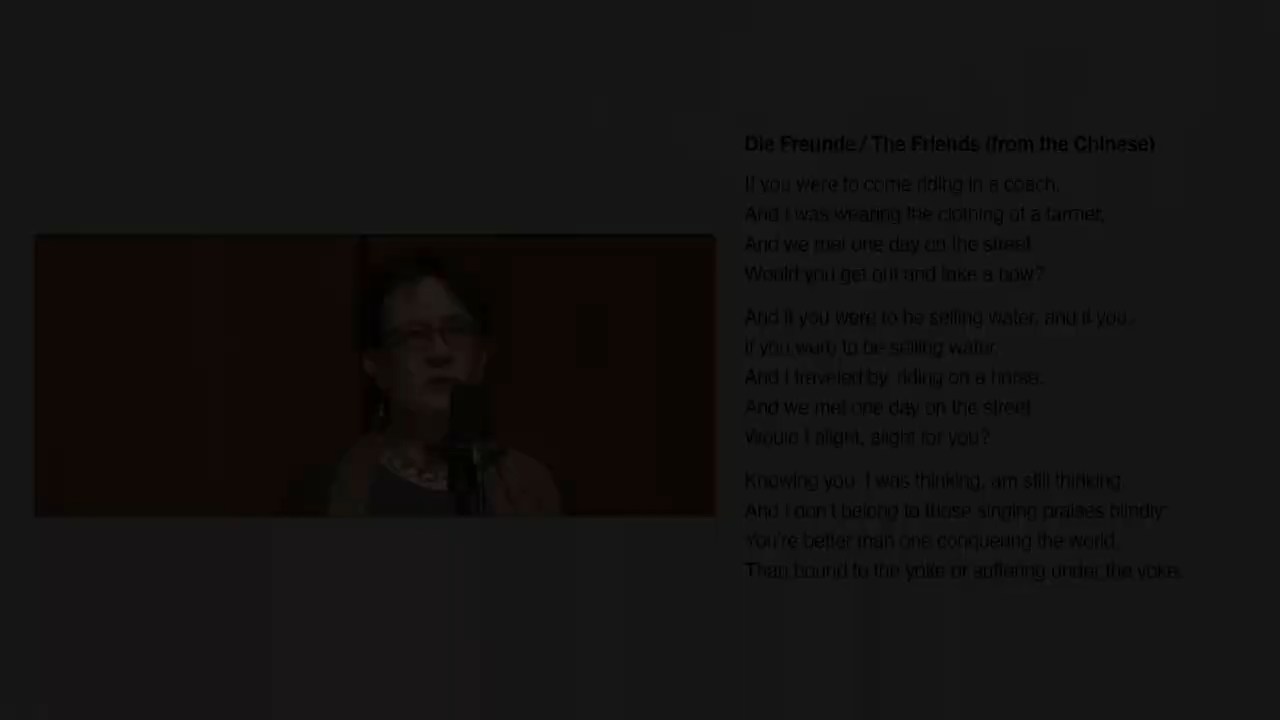 Die Freunde / The Friends (from the Chinese)
If you were to come riding in a coach,
And I was wearing the clothing of a farmer,
And we met one day on the street
Would you get out and take a bow?
And if you were to be selling water, and if you,
If you were to be selling water,
And I traveled by, riding on a horse,
And we met one day on the street
Would I alight, alight for you?
Knowing you, I was thinking, am still thinking,
And I don't belong to those singing praises blindly
You're better than one conquering the world,
Than bound to the yoke or suffering under the yoke.